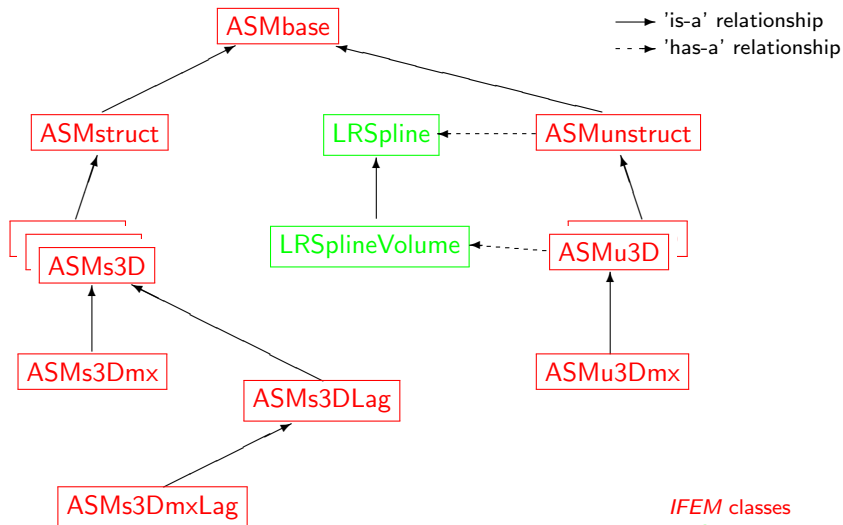 ASMbase
'is-a' relationship
'has-a' relationship
ASMstruct
LRSpline
ASMunstruct
LRSplineVolume
ASMs3D
ASMu3D
ASMs3Dmx
ASMu3Dmx
ASMs3DLag
ASMs3DmxLag
IFEM classes